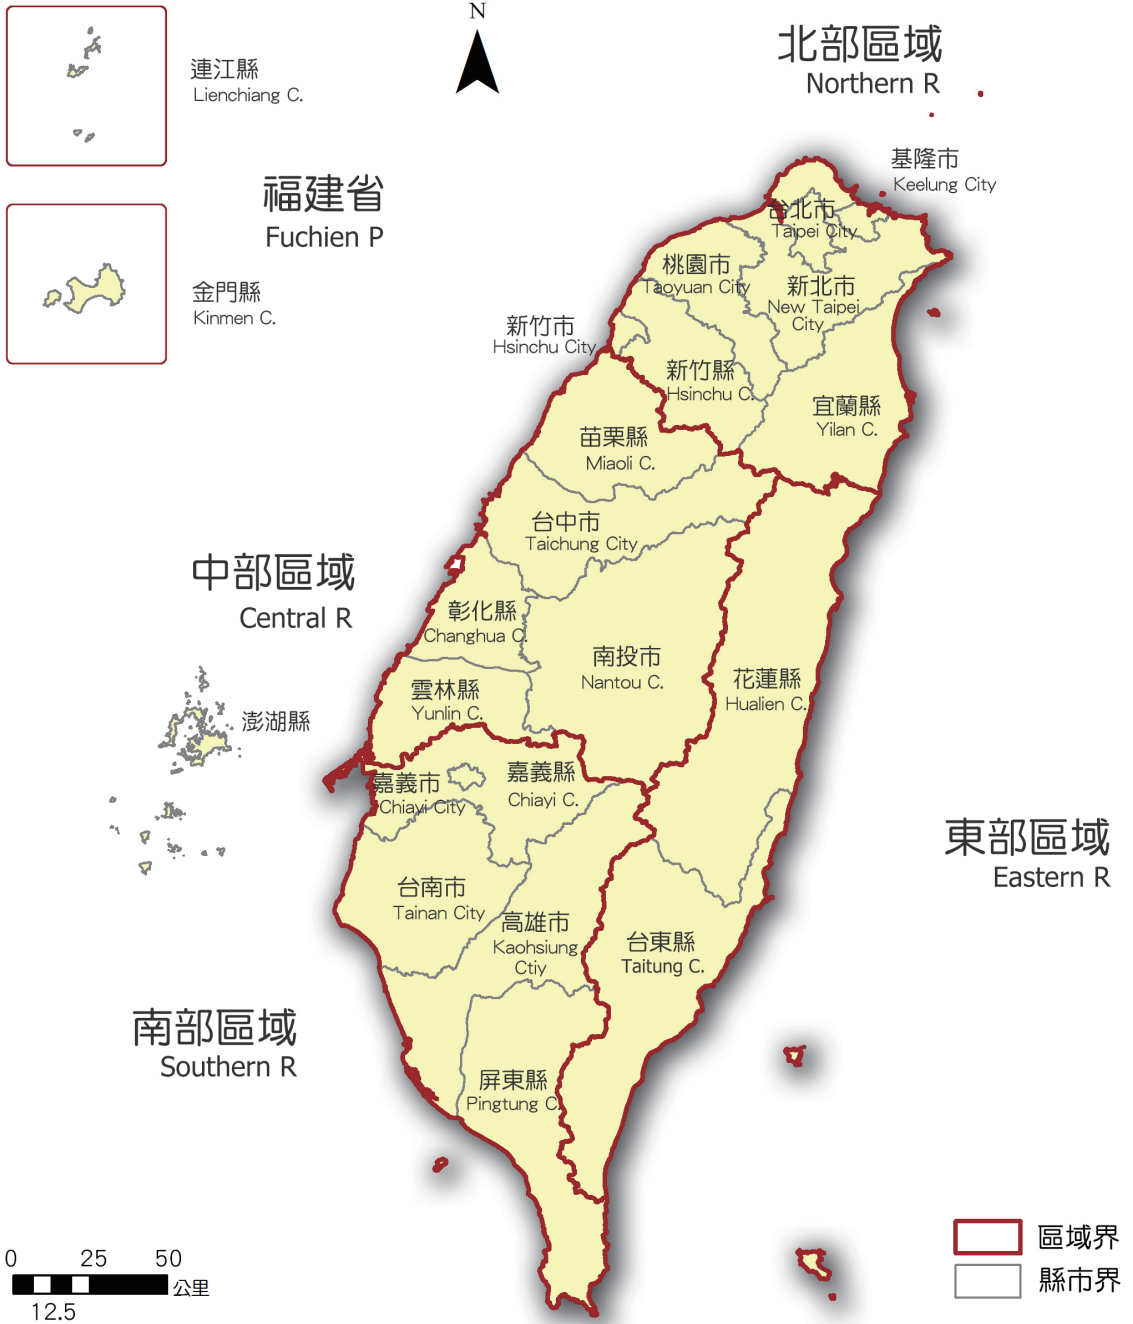 N
北部區域
Northern R
連江縣
Lienchiang C.
福建省
Fuchien P
金門縣
Kinmen C.
基隆市
Keelung City
台北市
Taipei City
桃園市
Taoyuan City
新北市
New Taipei
City
新竹市
Hsinchu City
新竹縣
Hsinchu C.
宜蘭縣
Yilan C.
苗栗縣
Miaoli C.
台中市
Taichung City
中部區域
Central R
彰化縣
Changhua C.
南投市
Nantou C.
花蓮縣
Hualien C.
雲林縣
Yunlin C.
澎湖縣
嘉義市
Chiayi City
嘉義縣
Chiayi C.
東部區域
Eastern R
台南市
Tainan City
高雄市
Kaohsiung
Ctiy
台東縣
Taitung C.
南部區域
Southern R
屏東縣
Pingtung C.
0 25 50
公里
12.5
區域界
縣市界